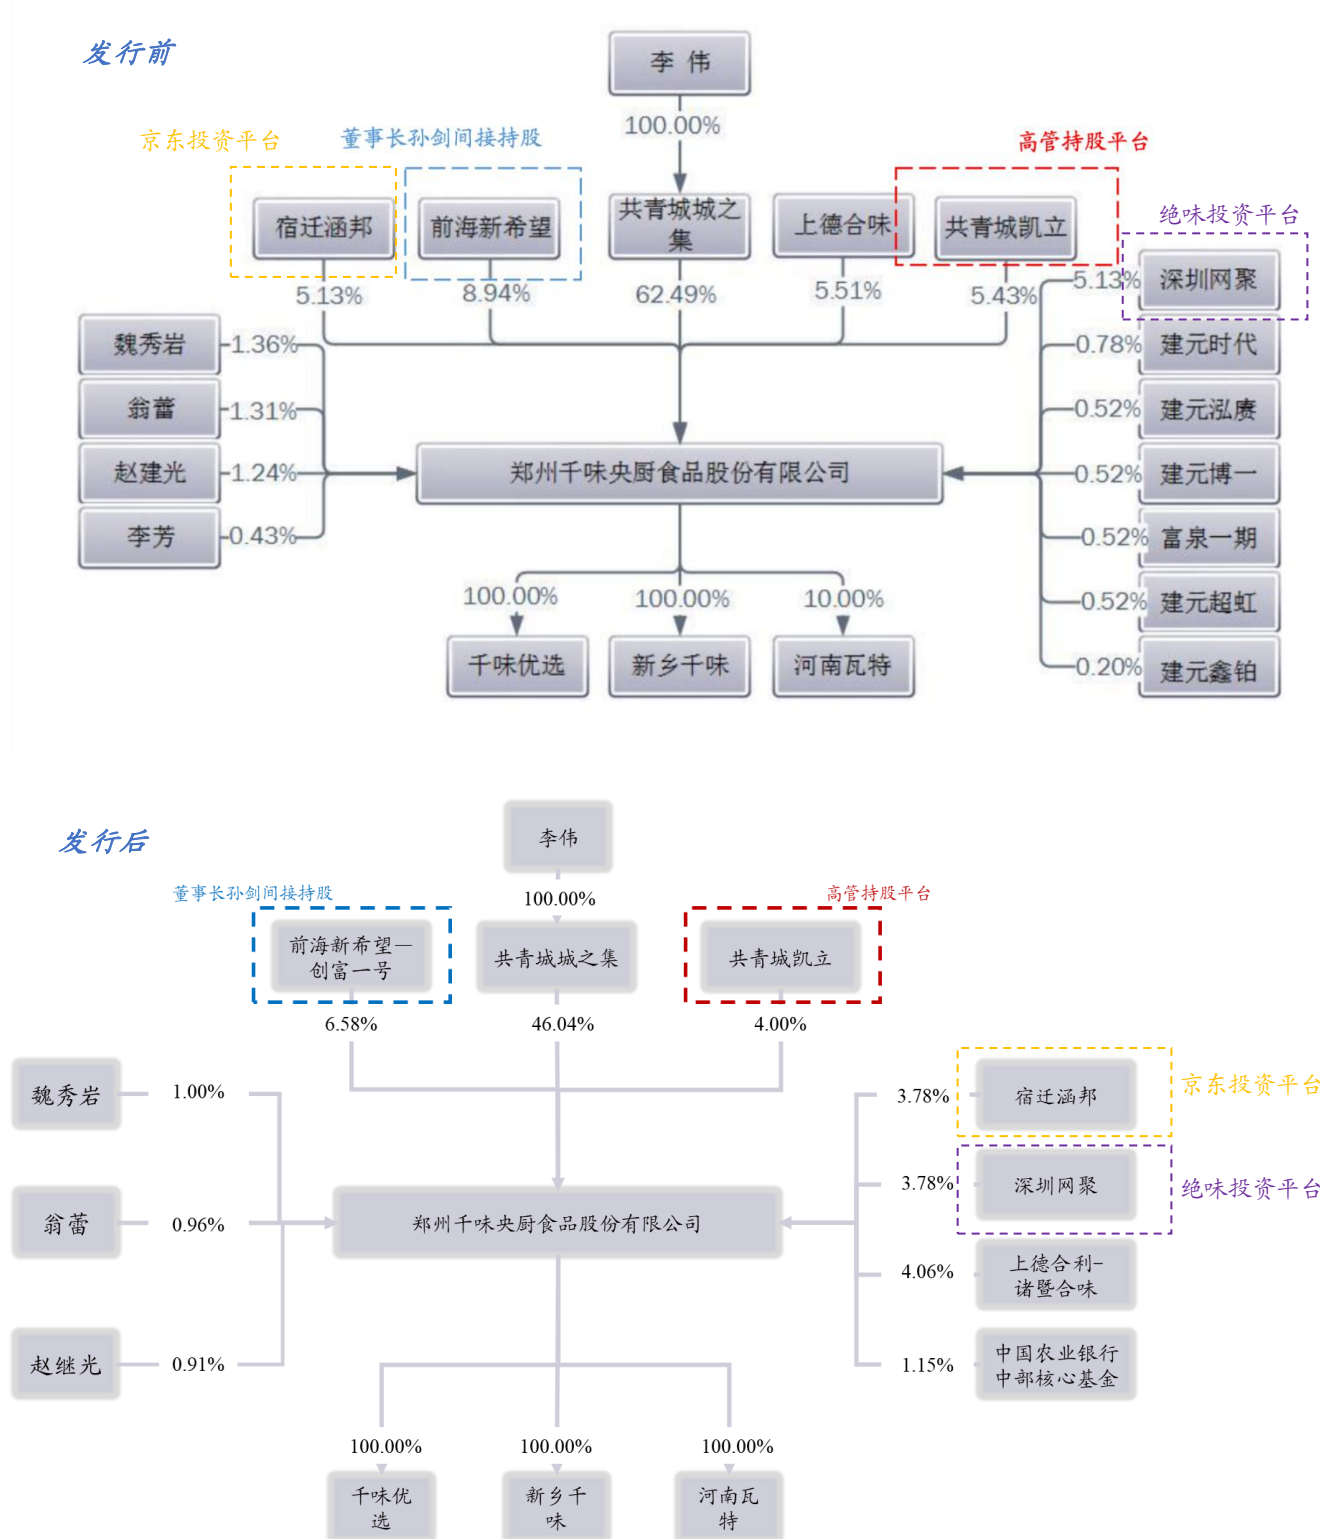 发行前
李 伟
100.00%
京东投资平台
董事长孙剑间接持股
高管持股平台
绝味投资平台
宿迁涵邦
前海新希望
共青城城之
集
上德合味
共青城凯立
5.13%
8.94%
62.49%
5.51%
5.43%
5.13%
深圳网聚
魏秀岩
1.36%
0.78%
建元时代
翁蕾
1.31%
0.52%
建元泓赓
赵建光
1.24%
郑州千味央厨食品股份有限公司
0.52%
建元博一
李芳
0.43%
0.52%
富泉一期
100.00%
100.00%
10.00%
0.52%
建元超虹
千味优选
新乡千味
河南瓦特
0.20%
建元鑫铂
发行后
李伟
100.00%
董事长孙剑间接持股
高管持股平台
前海新希望—
创富一号
共青城城之集
共青城凯立
6.58%
46.04%
4.00%
魏秀岩
1.00%
3.78%
宿迁涵邦
京东投资平台
3.78%
深圳网聚
绝味投资平台
翁蕾
0.96%
郑州千味央厨食品股份有限公司
4.06%
上德合利-
诸暨合味
赵继光
0.91%
1.15%
中国农业银行
中部核心基金
100.00%
100.00%
100.00%
千味优
选
新乡千
味
河南瓦
特